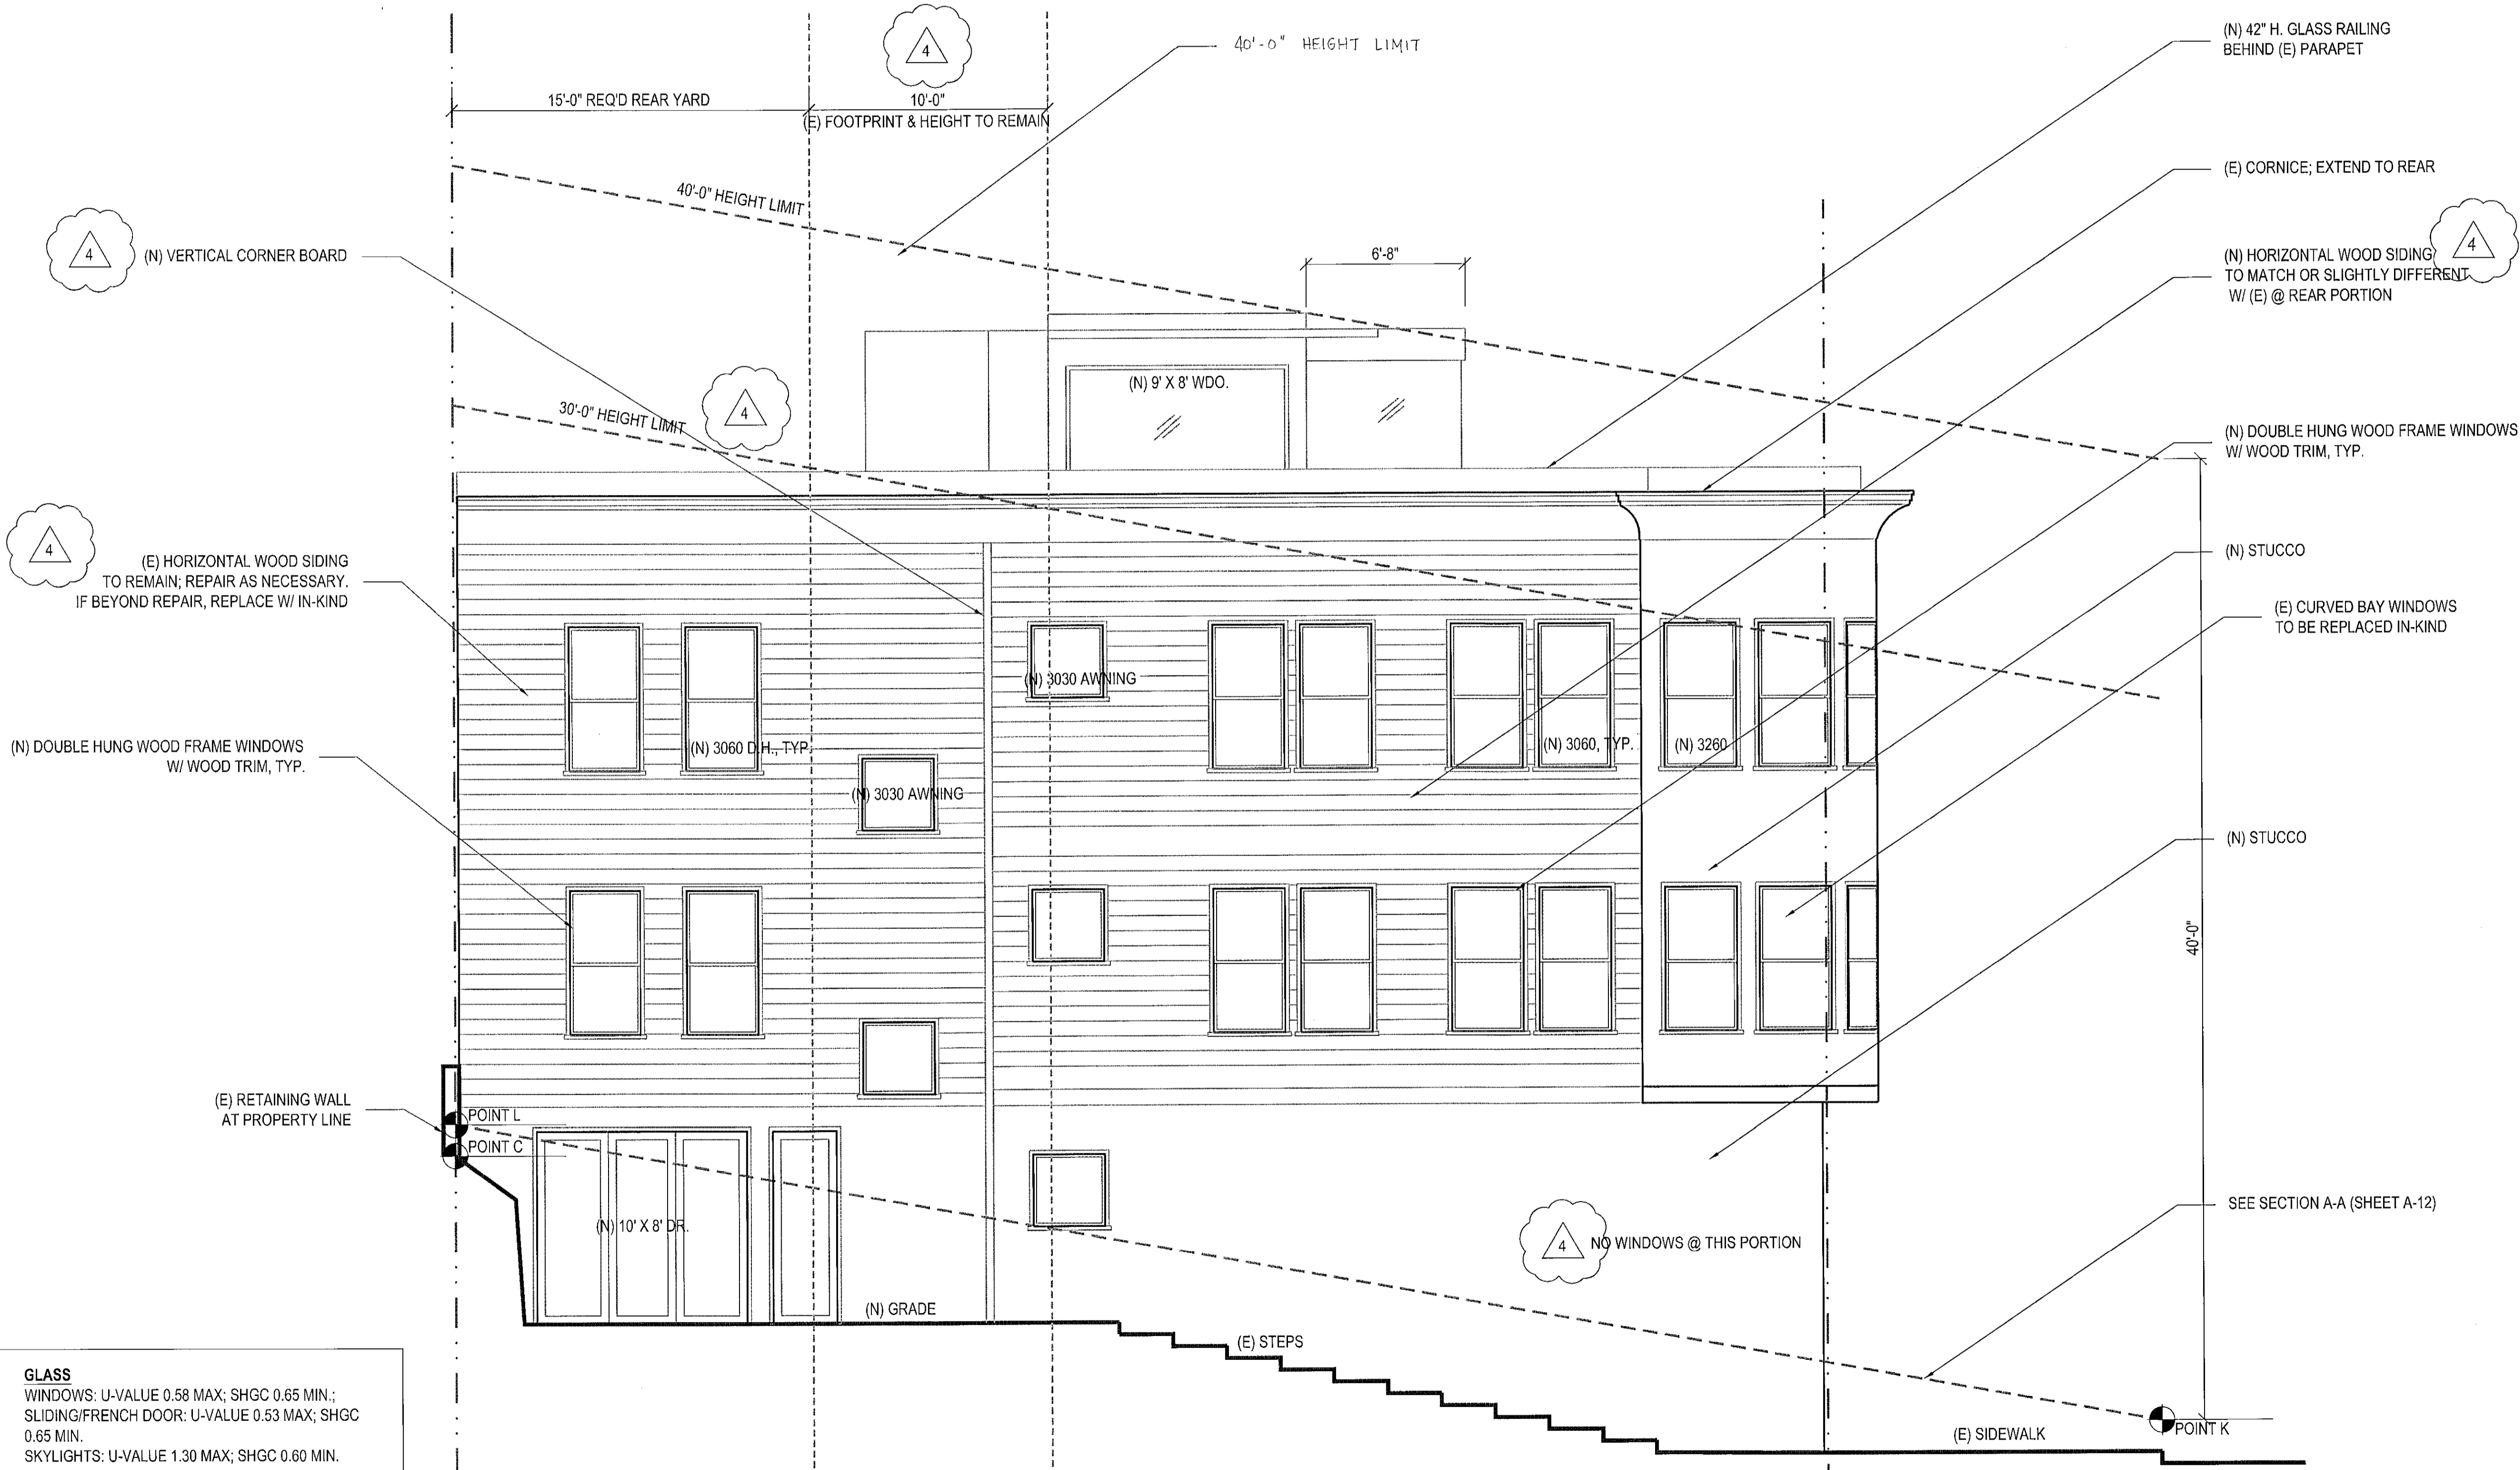 4
40'-0" HEIGHT LIMIT
(N) 42" H. GLASS RAILING
BEHIND (E) PARAPET
15'-0" REQ'D REAR YARD
10'-0"
(E) FOOTPRINT & HEIGHT TO REMAIN
(E) CORNICE; EXTEND TO REAR
40'-0" HEIGHT LIMIT
4
(N) VERTICAL CORNER BOARD
6'-8"
4
(N) HORIZONTAL WOOD SIDING
TO MATCH OR SLIGHTLY DIFFERENT
W/ (E) @ REAR PORTION
(N) 9' X 8' WDO.
30'-0" HEIGHT LIMIT
4
(N) DOUBLE HUNG WOOD FRAME WINDOWS
W/ WOOD TRIM, TYP.
4
(E) HORIZONTAL WOOD SIDING
TO REMAIN; REPAIR AS NECESSARY.
IF BEYOND REPAIR, REPLACE W/ IN-KIND
(N) STUCCO
(E) CURVED BAY WINDOWS
TO BE REPLACED IN-KIND
(N) 3030 AWNING
(N) DOUBLE HUNG WOOD FRAME WINDOWS
W/ WOOD TRIM, TYP.
(N) 3060 D.H., TYP.
(N) 3060, TYP.
(N) 3260
(N) 3030 AWNING
(N) STUCCO
40'-0"
(E) RETAINING WALL
AT PROPERTY LINE
POINT L
POINT C
SEE SECTION A-A (SHEET A-12)
(N) 10' X 8' DR.
4
NO WINDOWS @ THIS PORTION
(N) GRADE
(E) STEPS
(E) SIDEWALK
POINT K
GLASS
WINDOWS: U-VALUE 0.58 MAX; SHGC 0.65 MIN.;
SLIDING/FRENCH DOOR: U-VALUE 0.53 MAX; SHGC
0.65 MIN.
SKYLIGHTS: U-VALUE 1.30 MAX; SHGC 0.60 MIN.